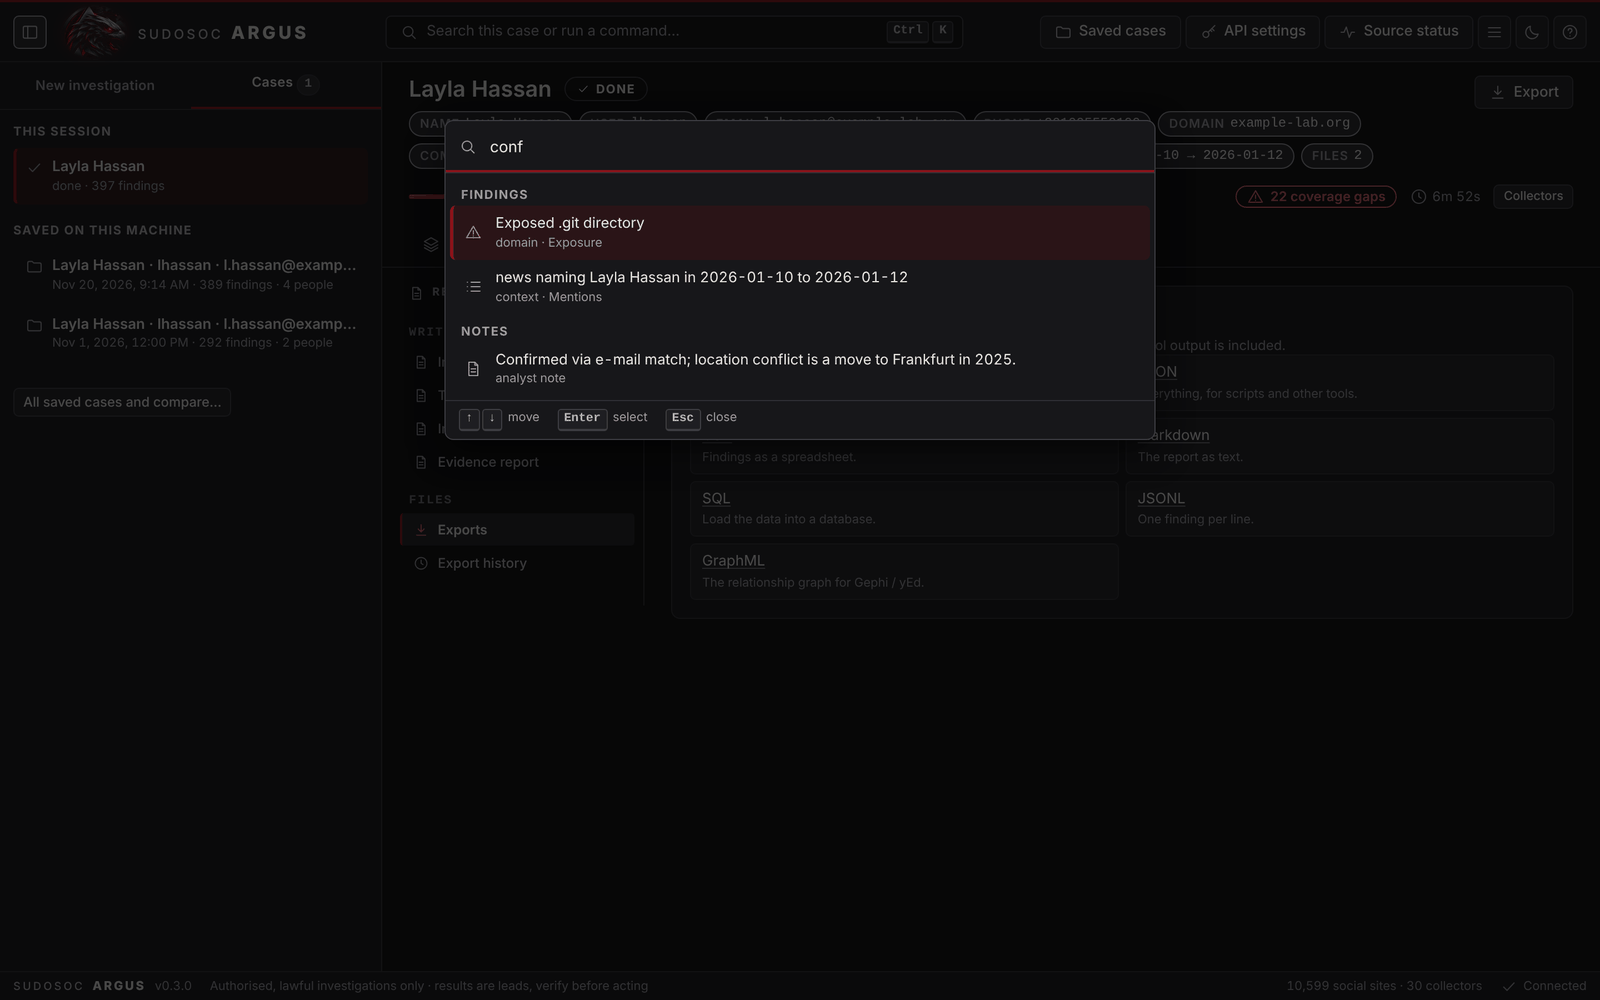 SUDOSOC ARGUS
Search this case or run a command...
Ctrl K
Saved cases
API settings
Source status
New investigation
Cases 1
THIS SESSION
Layla Hassan
done · 397 findings
SAVED ON THIS MACHINE
Layla Hassan · lhassan · l.hassan@examp...
Nov 20, 2026, 9:14 AM · 389 findings · 4 people
Layla Hassan · lhassan · l.hassan@examp...
Nov 1, 2026, 12:00 PM · 292 findings · 2 people
All saved cases and compare...
Layla Hassan
DONE
Export
DOMAIN example-lab.org
-10 → 2026-01-12
FILES 2
22 coverage gaps
6m 52s
Collectors
conf
FINDINGS
Exposed .git directory
domain · Exposure
news naming Layla Hassan in 2026-01-10 to 2026-01-12
context · Mentions
NOTES
Confirmed via e-mail match; location conflict is a move to Frankfurt in 2025.
analyst note
↑ ↓ move Enter select Esc close
output is included.
erything, for scripts and other tools.
Evidence report
FILES
Exports
Export history
Findings as a spreadsheet.
arkdown
The report as text.
SQL
Load the data into a database.
JSONL
One finding per line.
GraphML
The relationship graph for Gephi / yEd.
SUDOSOC ARGUS v0.3.0 Authorised, lawful investigations only · results are leads, verify before acting
10,599 social sites · 30 collectors
Connected